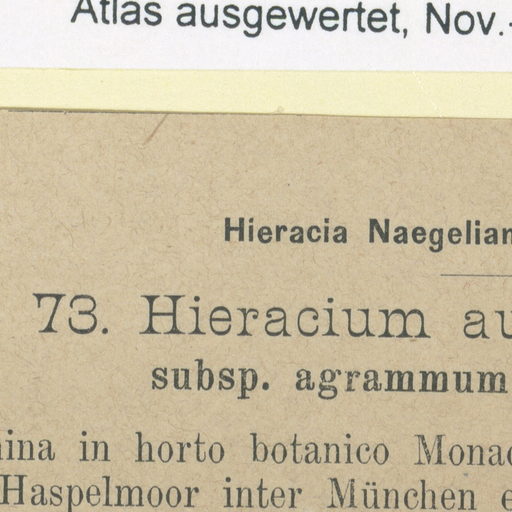 Atlas ausgewertet, Nov.-
Hieracia Naegelian
73. Hieracium au
subsp. agrammum
ina in horto botanico Monac
Haspelmoor inter München e